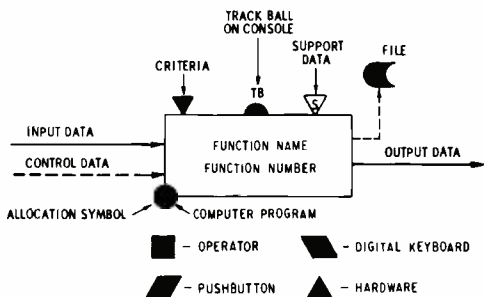 TRACK BALL
ON CONSOLE
CRITERIA
SUPPORT
DATA
FILE
TB
S
INPUT DATA
FUNCTION NAME
CONTROL DATA
FUNCTION NUMBER
OUTPUT DATA
ALLOCATION SYMBOL
COMPUTER PROGRAM
- OPERATOR
- DIGITAL KEYBOARD
- PUSHBUTTON
- HARDWARE